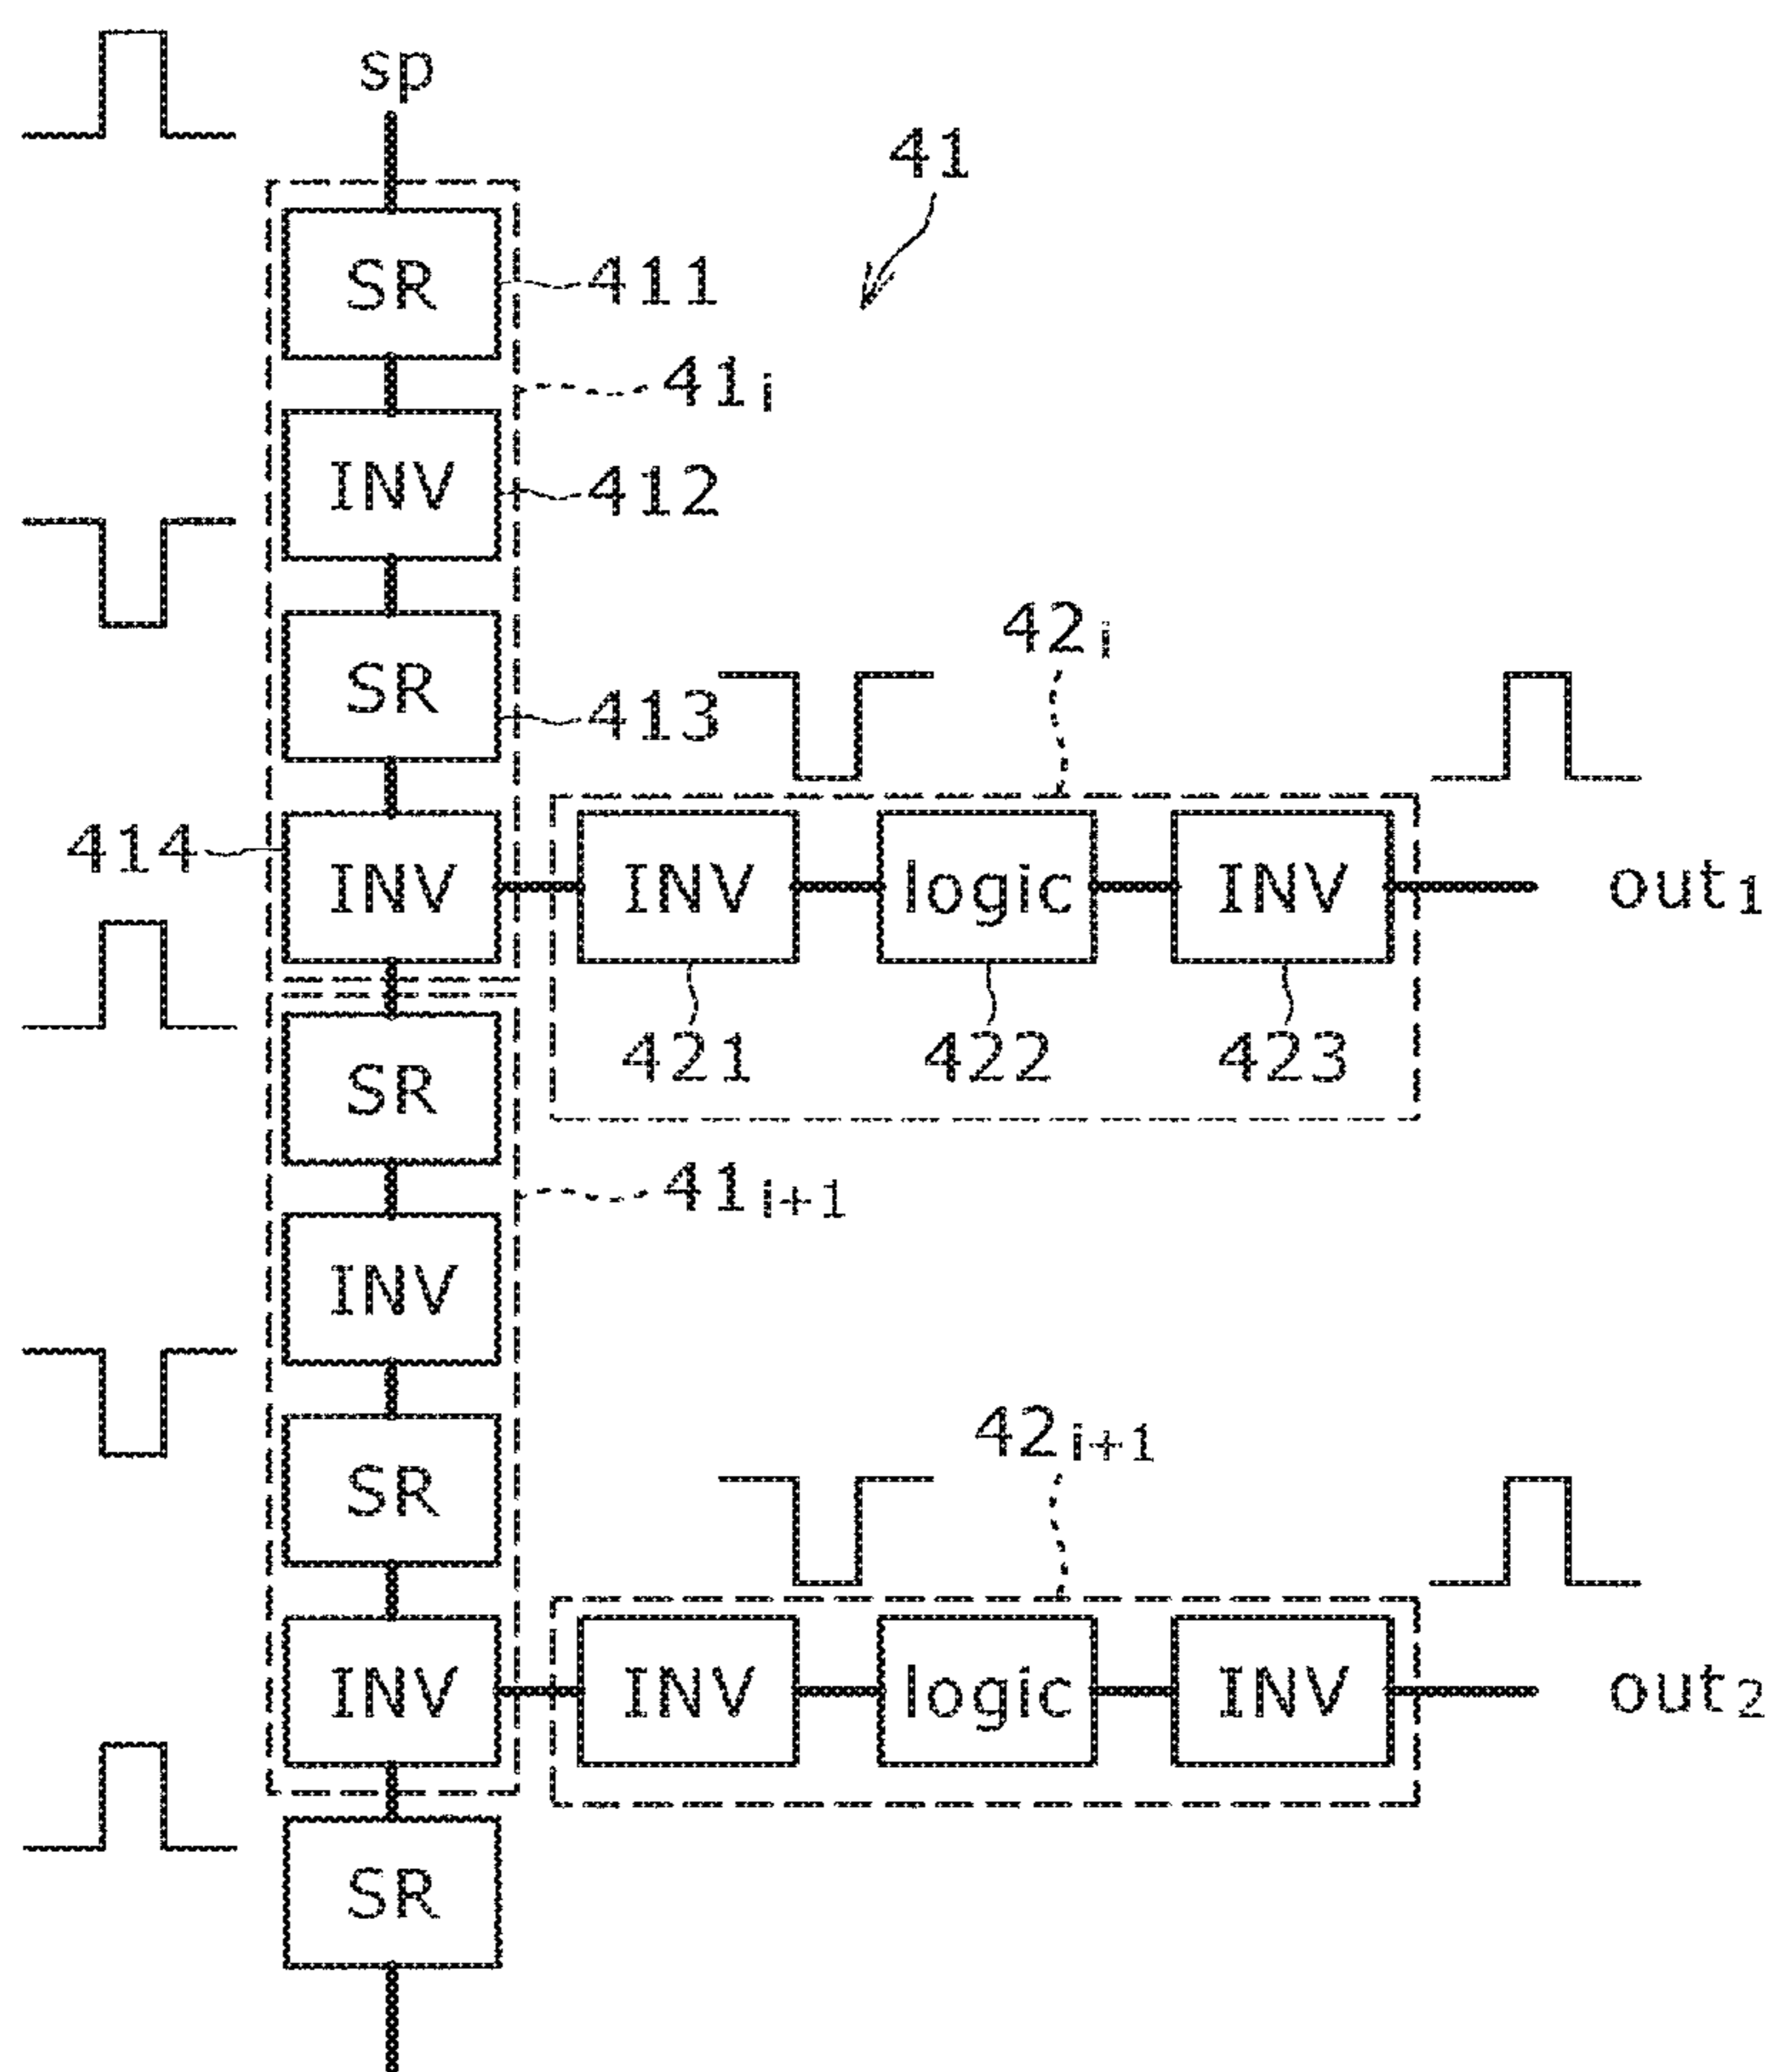 sp
41
SR
411
41i
INV
412
SR
413
42i
414
INV
INV
logic
INV
out1
421
422
423
SR
41i+1
INV
SR
42i+1
INV
INV
logic
INV
out2
SR